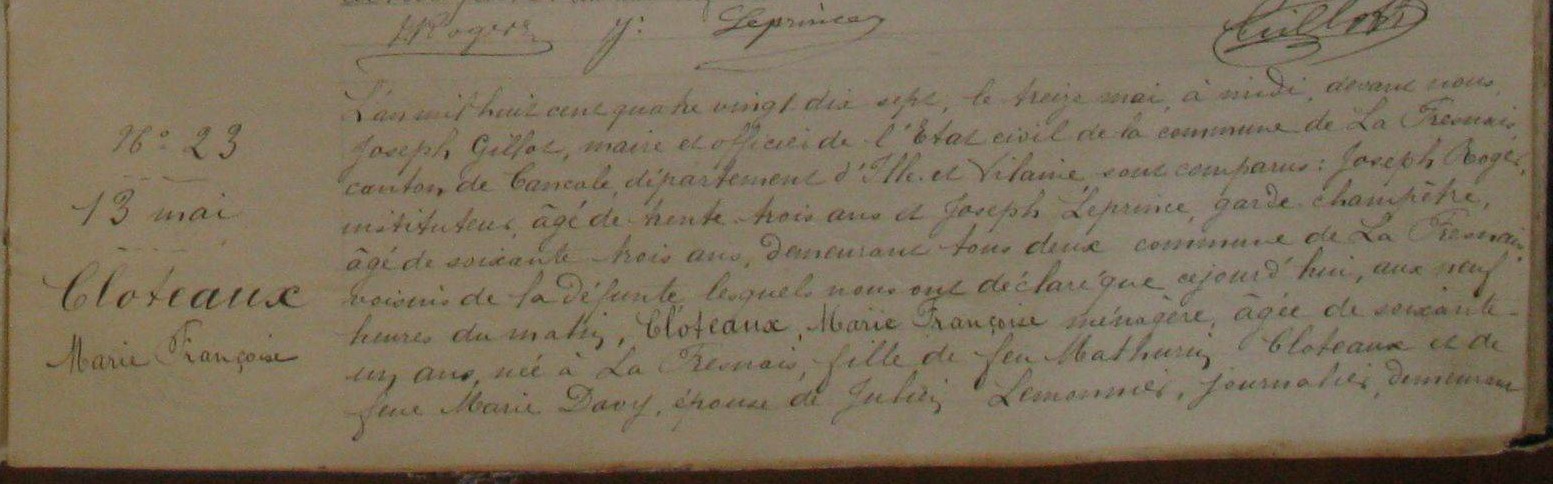 J. Roger J. Leprince Gillot
L'an mil huit cent quatre vingt dix sept, le treize mai, à midi, devant nous,
Joseph Gillot, maire et officier de l'Etat civil de la commune de La Fresnais,
canton de Cancale, département d'Ille et Vilaine, sont comparus : Joseph Roger,
instituteur, âgé de trente-trois ans et Joseph Leprince, garde-champêtre,
âgé de soixante-trois ans, demeurant tous deux commune de La Fresnais
voisins de la défunte lesquels nous ont déclaré que cejourd'hui, aux neuf
heures du matin, Cloteaux, Marie Françoise ménagère, âgée de soixante-
un ans, née à La Fresnais, fille de feu Mathurin Cloteaux et de
feue Marie Davy, épouse de Julien Lemonnier, journalier, demeurant
N° 23
13 mai
Cloteaux
Marie Françoise